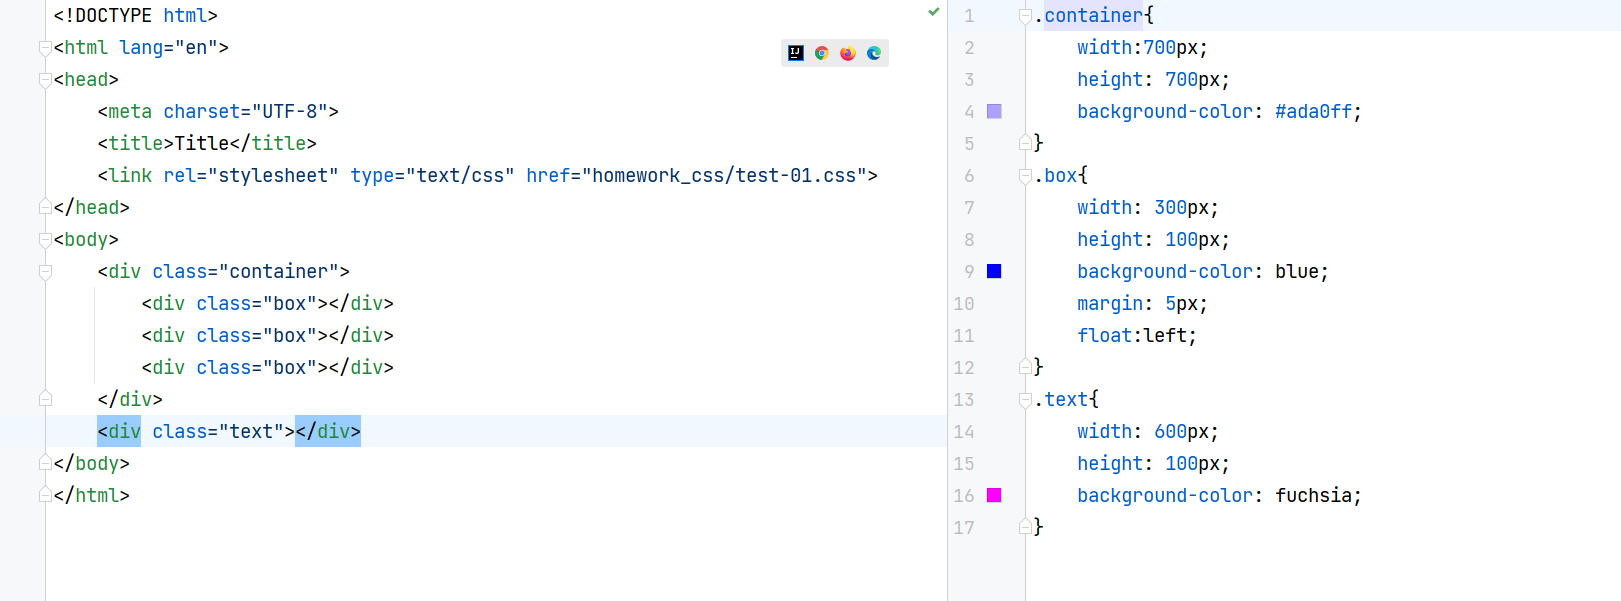 <!DOCTYPE html>
<html lang="en">
<head>
    <meta charset="UTF-8">
    <title>Title</title>
    <link rel="stylesheet" type="text/css" href="homework_css/test-01.css">
</head>
<body>
    <div class="container">
        <div class="box"></div>
        <div class="box"></div>
        <div class="box"></div>
    </div>
    <div class="text"></div>
</body>
</html>
IJ
1 .container{
2     width:700px;
3     height: 700px;
4     background-color: #ada0ff;
5 }
6 .box{
7     width: 300px;
8     height: 100px;
9     background-color: blue;
10     margin: 5px;
11     float:left;
12 }
13 .text{
14     width: 600px;
15     height: 100px;
16     background-color: fuchsia;
17 }